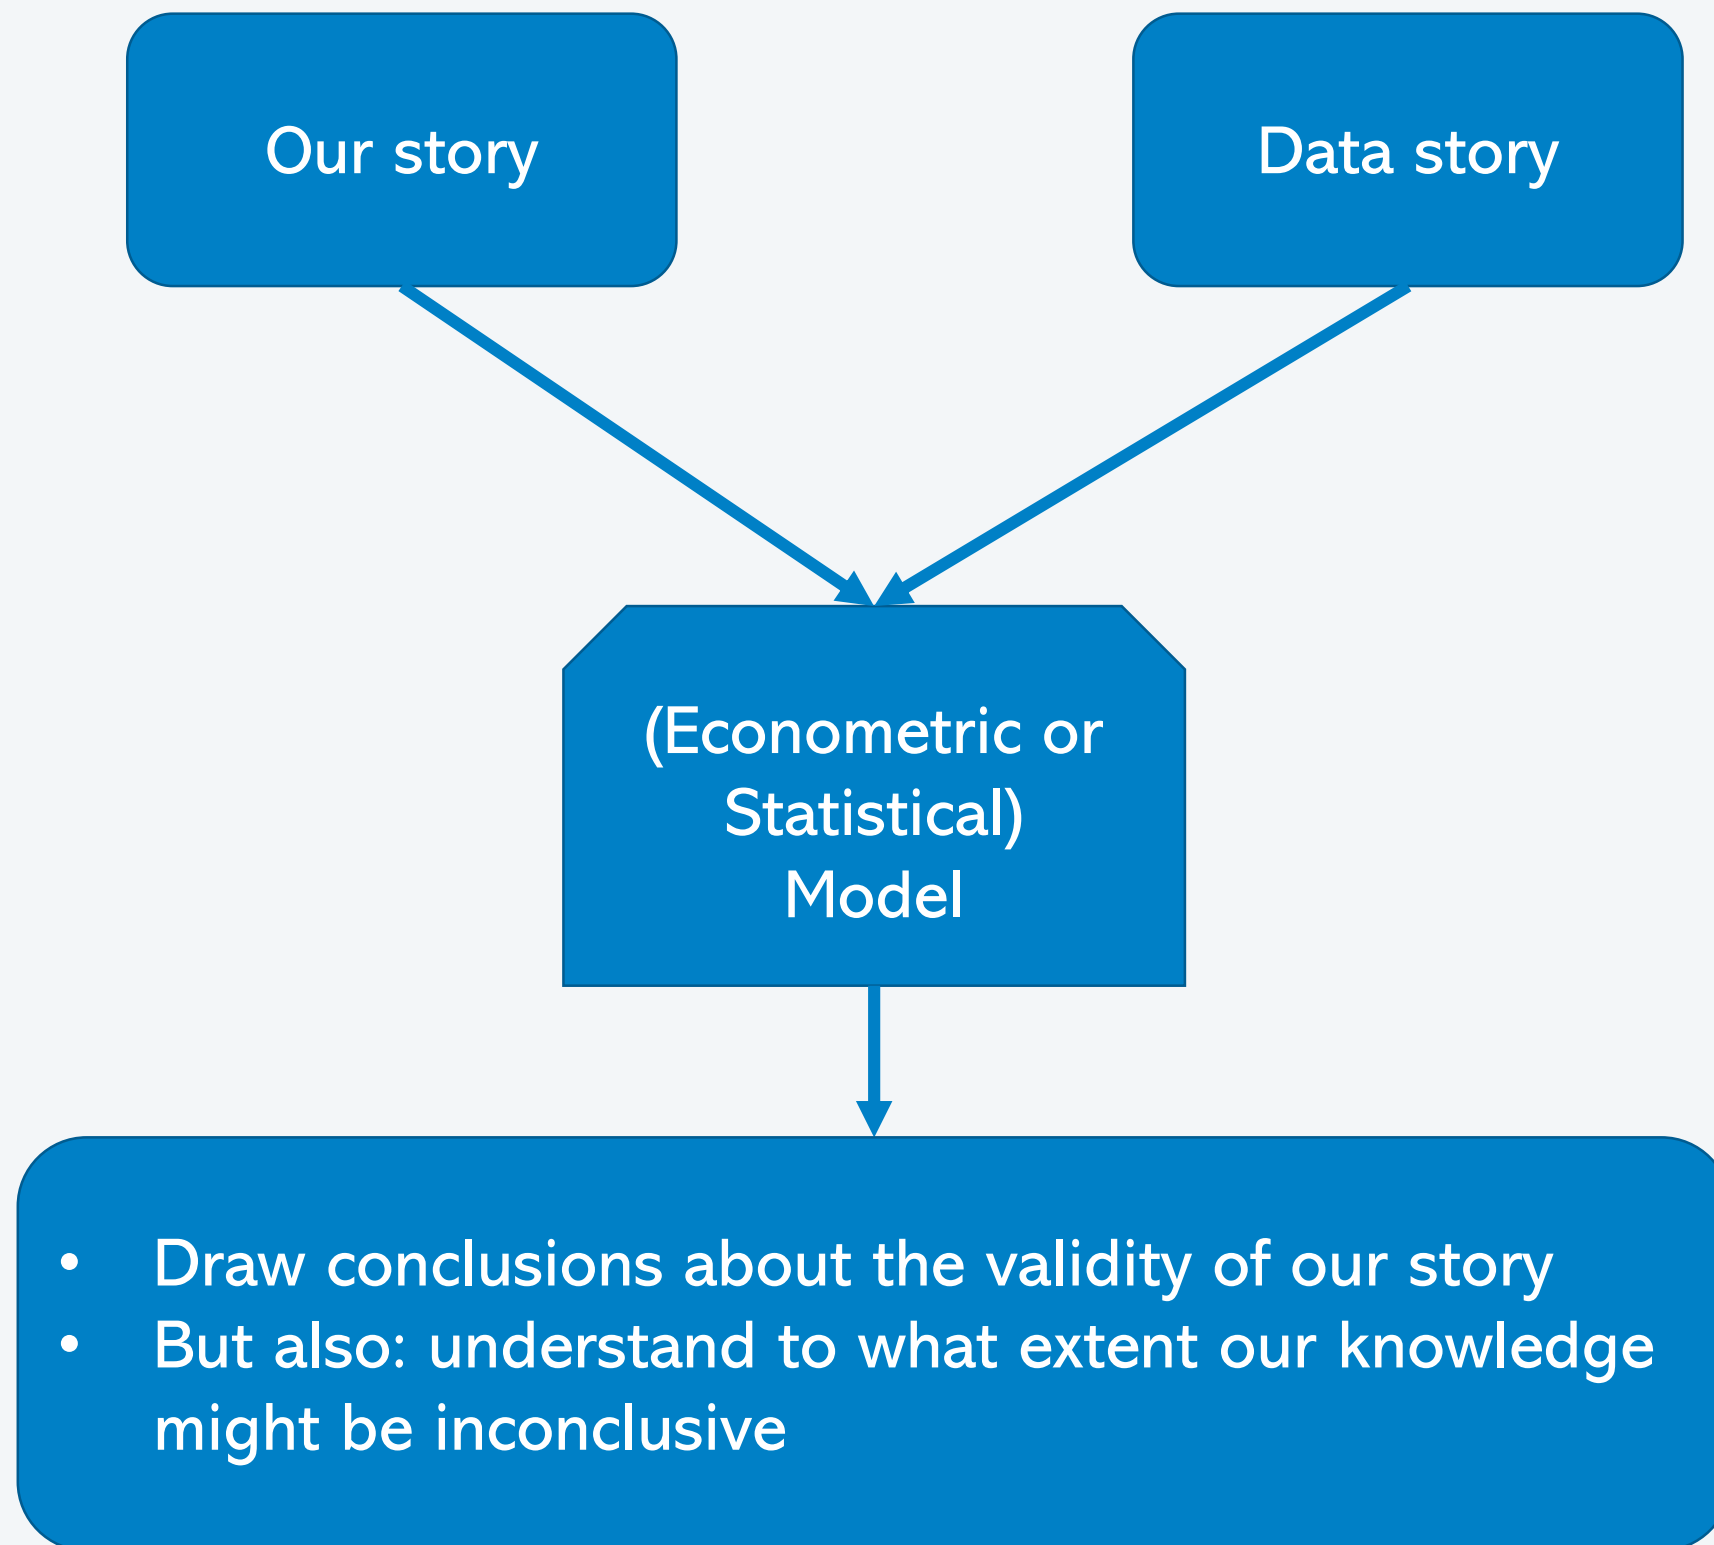 Our story
Data story
(Econometric or
Statistical)
Model
• Draw conclusions about the validity of our story
• But also: understand to what extent our knowledge
might be inconclusive